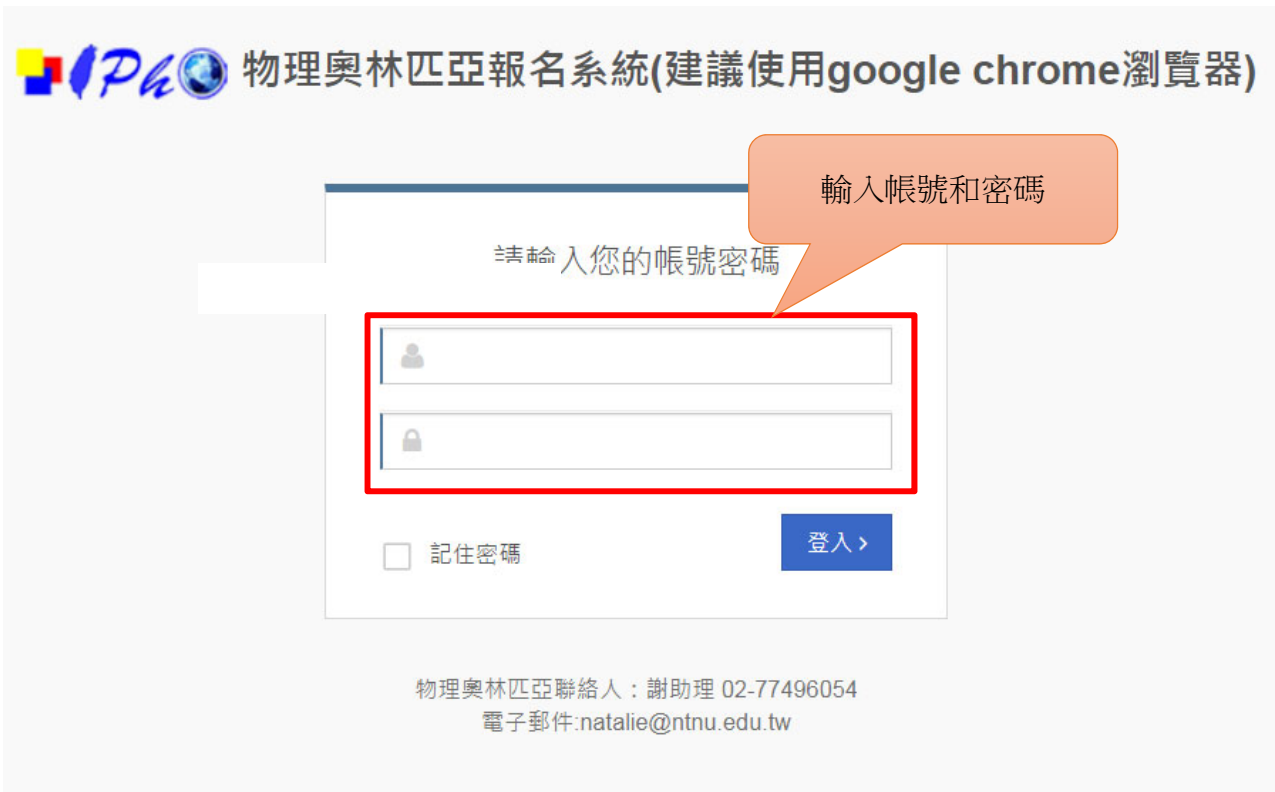 IPhO 物理奧林匹亞報名系統(建議使用google chrome瀏覽器)
輸入帳號和密碼
請輸入您的帳號密碼
記住密碼
登入 >
物理奧林匹亞聯絡人：謝助理 02-77496054
電子郵件:natalie@ntnu.edu.tw